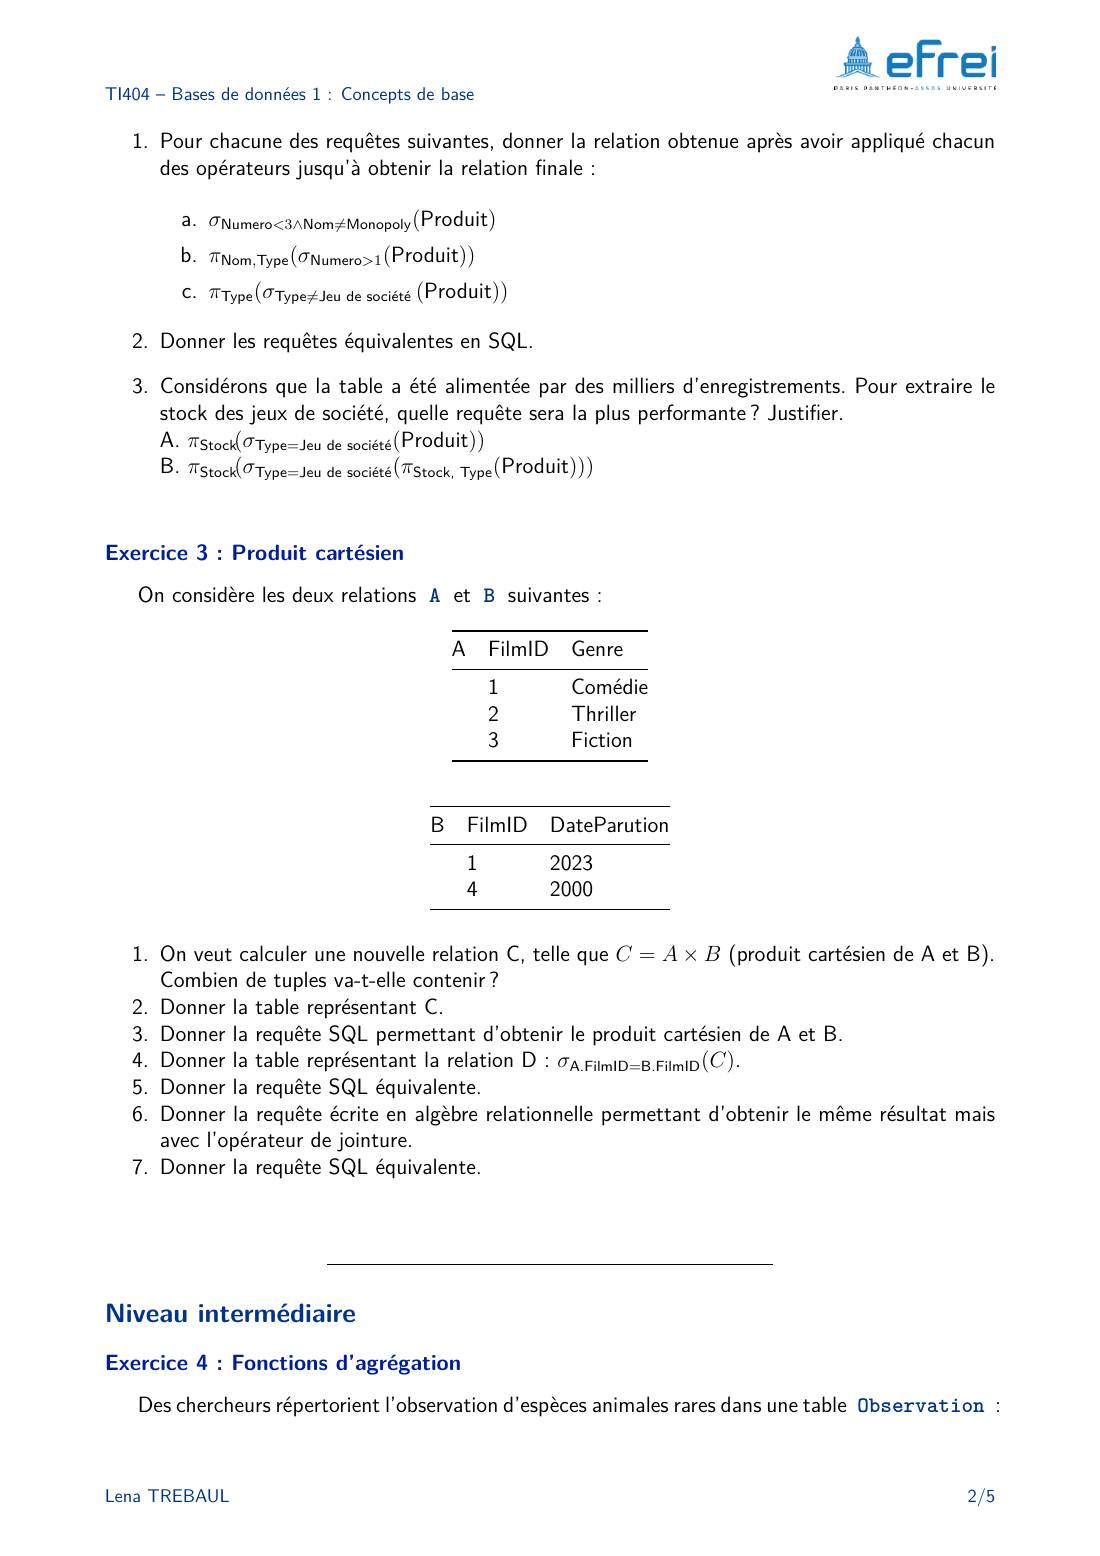 efrei
PARIS PANTHÉON-ASSAS UNIVERSITÉ
TI404 – Bases de données 1 : Concepts de base
1. Pour chacune des requêtes suivantes, donner la relation obtenue après avoir appliqué chacun
des opérateurs jusqu'à obtenir la relation finale :
a. σNumero<3∧Nom≠Monopoly(Produit)
b. πNom,Type(σNumero>1(Produit))
c. πType(σType≠Jeu de société (Produit))
2. Donner les requêtes équivalentes en SQL.
3. Considérons que la table a été alimentée par des milliers d'enregistrements. Pour extraire le
stock des jeux de société, quelle requête sera la plus performante ? Justifier.
A. πStock(σType=Jeu de société(Produit))
B. πStock(σType=Jeu de société(πStock, Type(Produit)))
Exercice 3 : Produit cartésien
On considère les deux relations A et B suivantes :
A FilmID Genre
1 Comédie
2 Thriller
3 Fiction
B FilmID DateParution
1 2023
4 2000
1. On veut calculer une nouvelle relation C, telle que C = A × B (produit cartésien de A et B).
Combien de tuples va-t-elle contenir ?
2. Donner la table représentant C.
3. Donner la requête SQL permettant d'obtenir le produit cartésien de A et B.
4. Donner la table représentant la relation D : σA.FilmID=B.FilmID(C).
5. Donner la requête SQL équivalente.
6. Donner la requête écrite en algèbre relationnelle permettant d'obtenir le même résultat mais
avec l'opérateur de jointure.
7. Donner la requête SQL équivalente.
Niveau intermédiaire
Exercice 4 : Fonctions d'agrégation
Des chercheurs répertorient l'observation d'espèces animales rares dans une table Observation :
Lena TREBAUL
2/5